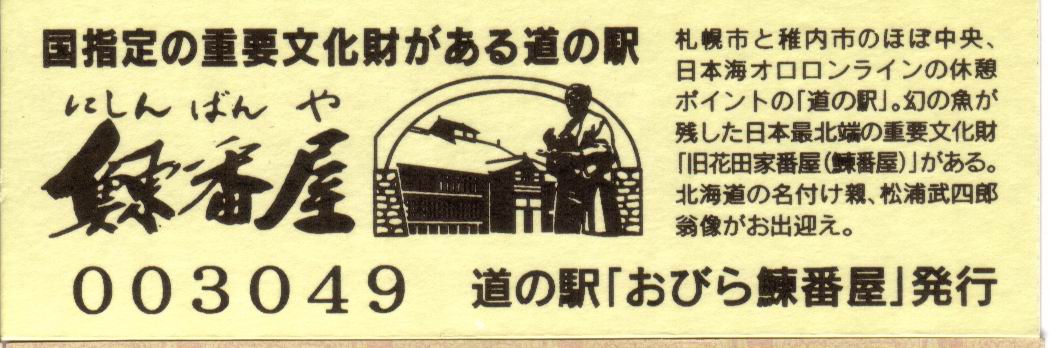 国指定の重要文化財がある道の駅
にしん ばん や
鰊番屋
札幌市と稚内市のほぼ中央、
日本海オロロンラインの休憩
ポイントの「道の駅」。幻の魚が
残した日本最北端の重要文化財
「旧花田家番屋（鰊番屋）」がある。
北海道の名付け親、松浦武四郎
翁像がお出迎え。
003049
道の駅「おびら鰊番屋」発行